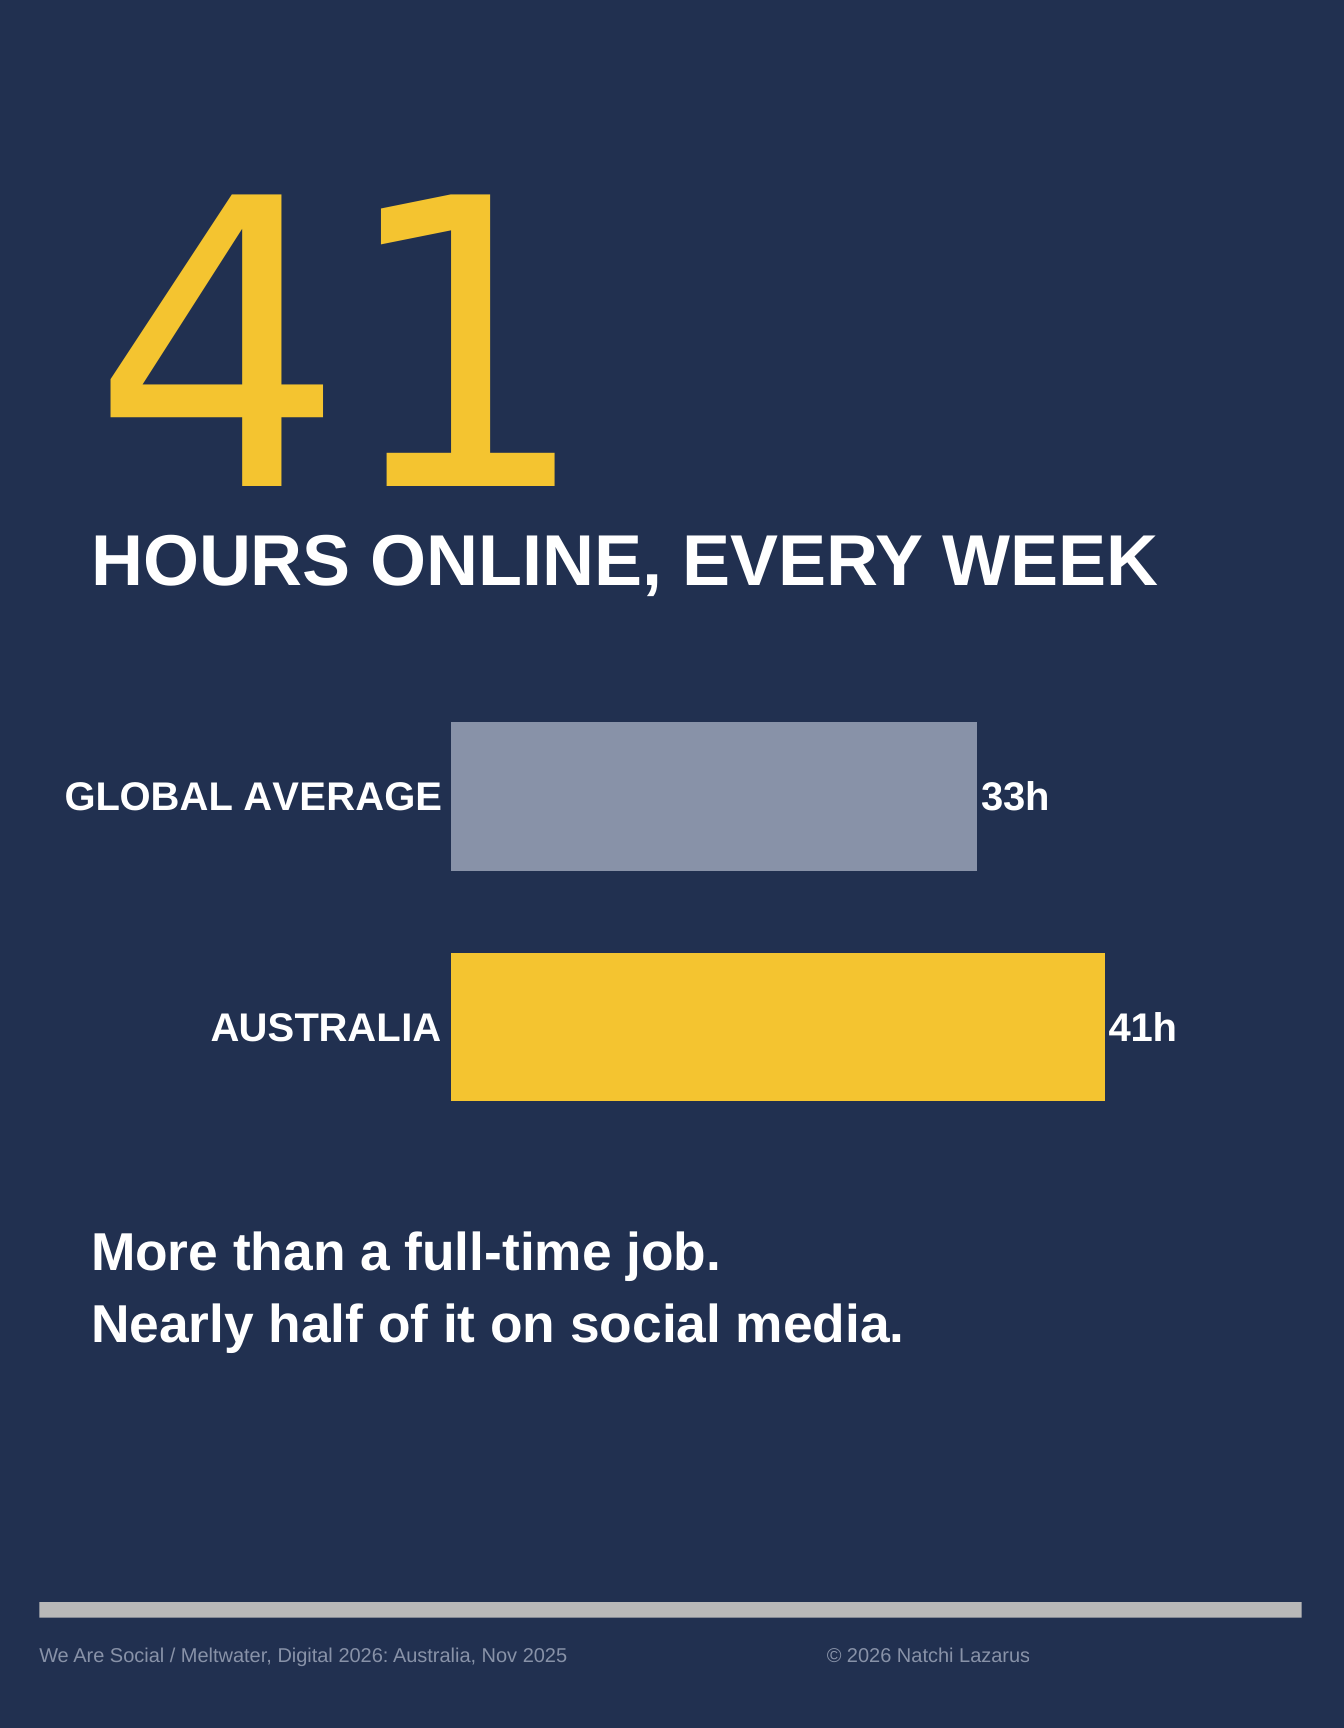 41
HOURS ONLINE, EVERY WEEK
GLOBAL AVERAGE 33h
AUSTRALIA 41h
More than a full-time job.
Nearly half of it on social media.
We Are Social / Meltwater, Digital 2026: Australia, Nov 2025
© 2026 Natchi Lazarus